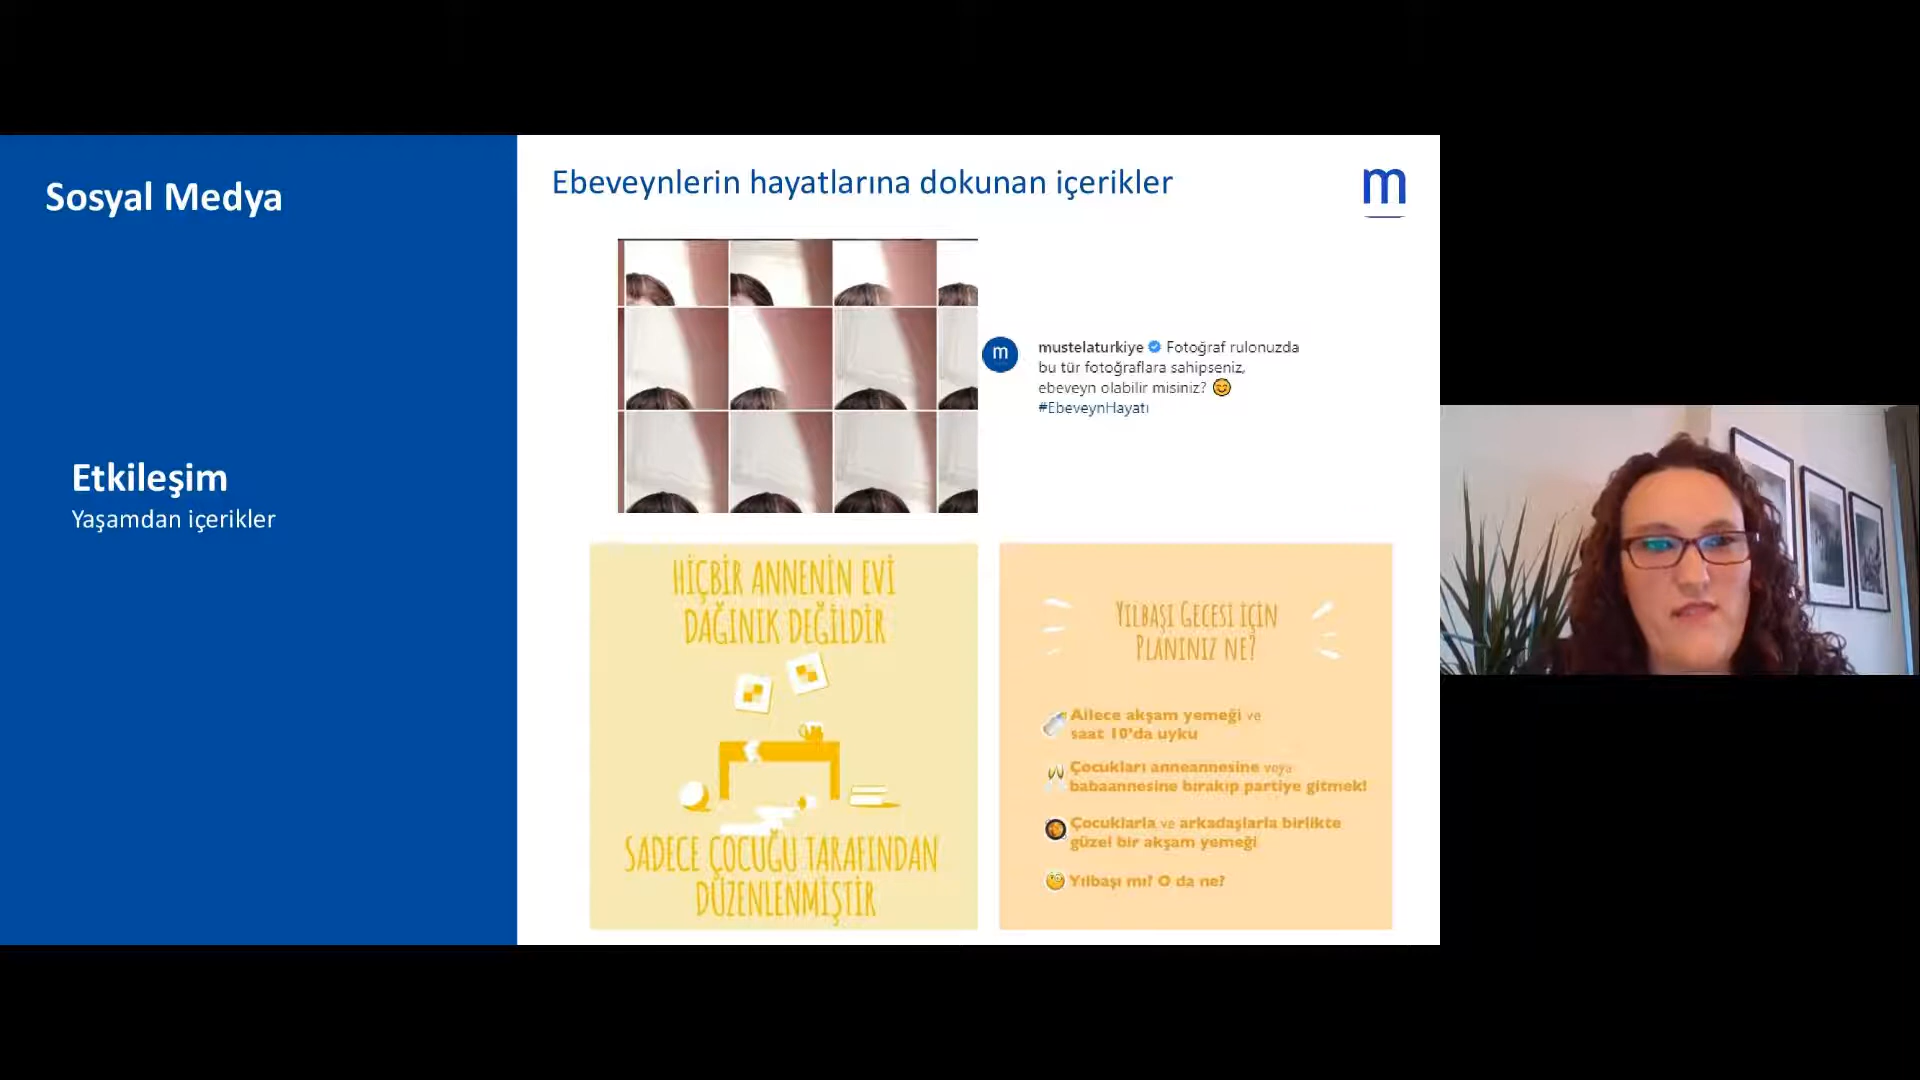 Sosyal Medya
Etkileşim
Yaşamdan içerikler
Ebeveynlerin hayatlarına dokunan içerikler
m
m
mustelaturkiye Fotoğraf rulonuzda
bu tür fotoğraflara sahipseniz,
ebeveyn olabilir misiniz? 😊
#EbeveynHayatı
HİÇBİR ANNENİN EVİ
DAĞINIK DEĞİLDİR
SADECE ÇOCUĞU TARAFINDAN
DÜZENLENMİŞTİR
YILBAŞI GECESİ İÇİN
PLANINIZ NE?
Ailece akşam yemeği ve
saat 10'da uyku
Çocukları anneannesine veya
babaannesine bırakıp partiye gitmek!
Çocuklarla ve arkadaşlarla birlikte
güzel bir akşam yemeği
Yılbaşı mı? O da ne?